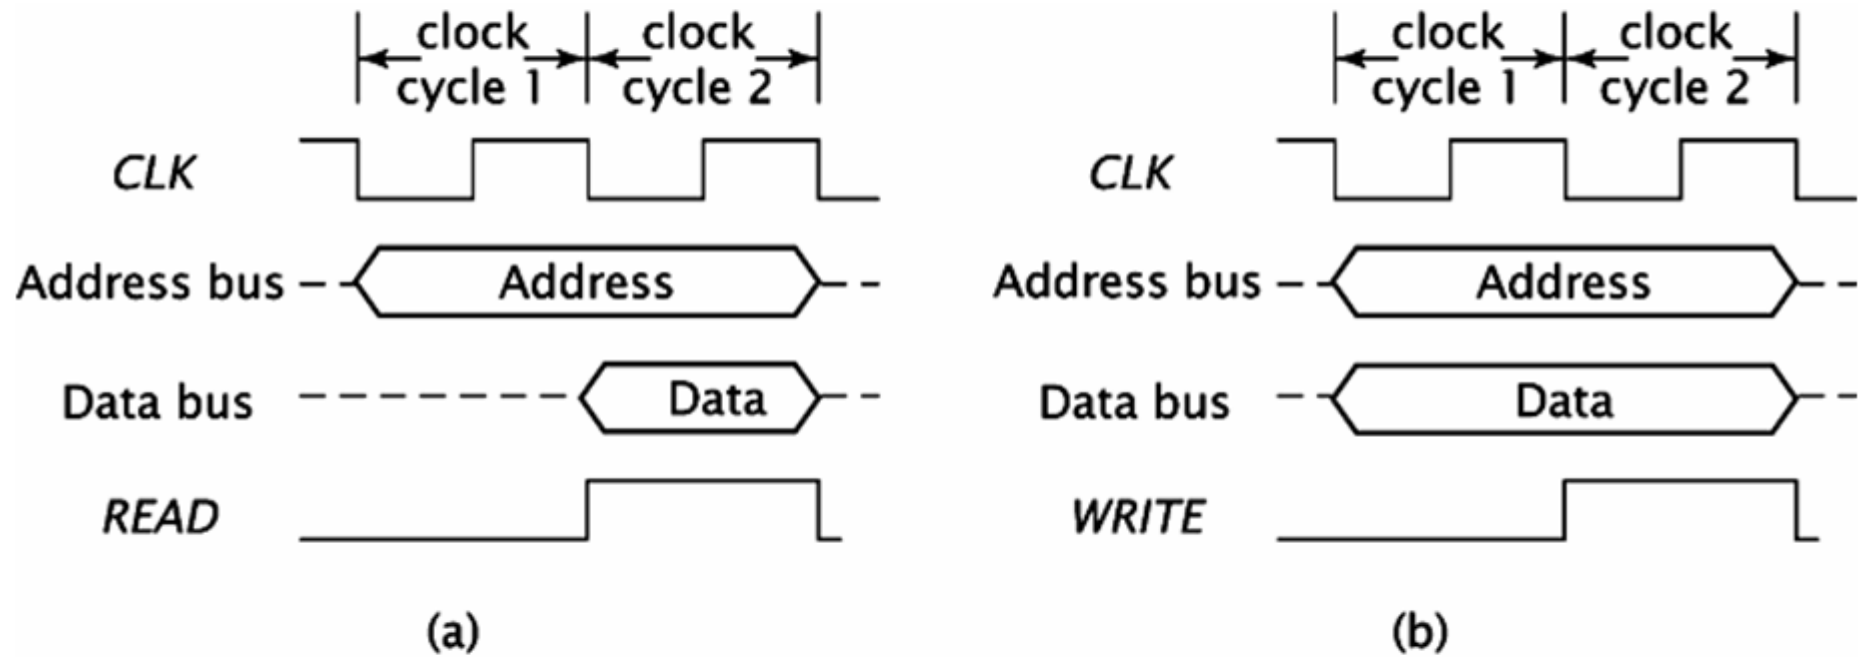 clock cycle 1
clock cycle 2
CLK
Address bus
Address
Data bus
Data
READ
(a)
clock cycle 1
clock cycle 2
CLK
Address bus
Address
Data bus
Data
WRITE
(b)